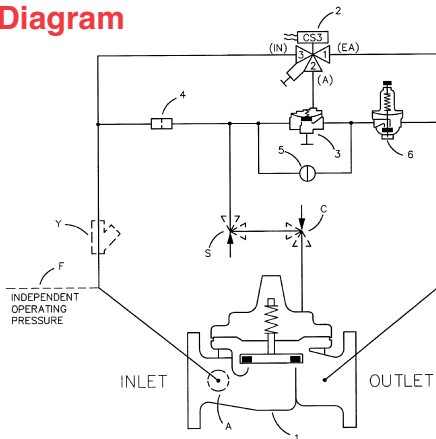 Diagram
2
CS3
(IN)
3
1
(EA)
2
(A)
4
3
5
6
Y
S
C
F
INDEPENDENT
OPERATING
PRESSURE
INLET
OUTLET
A
1